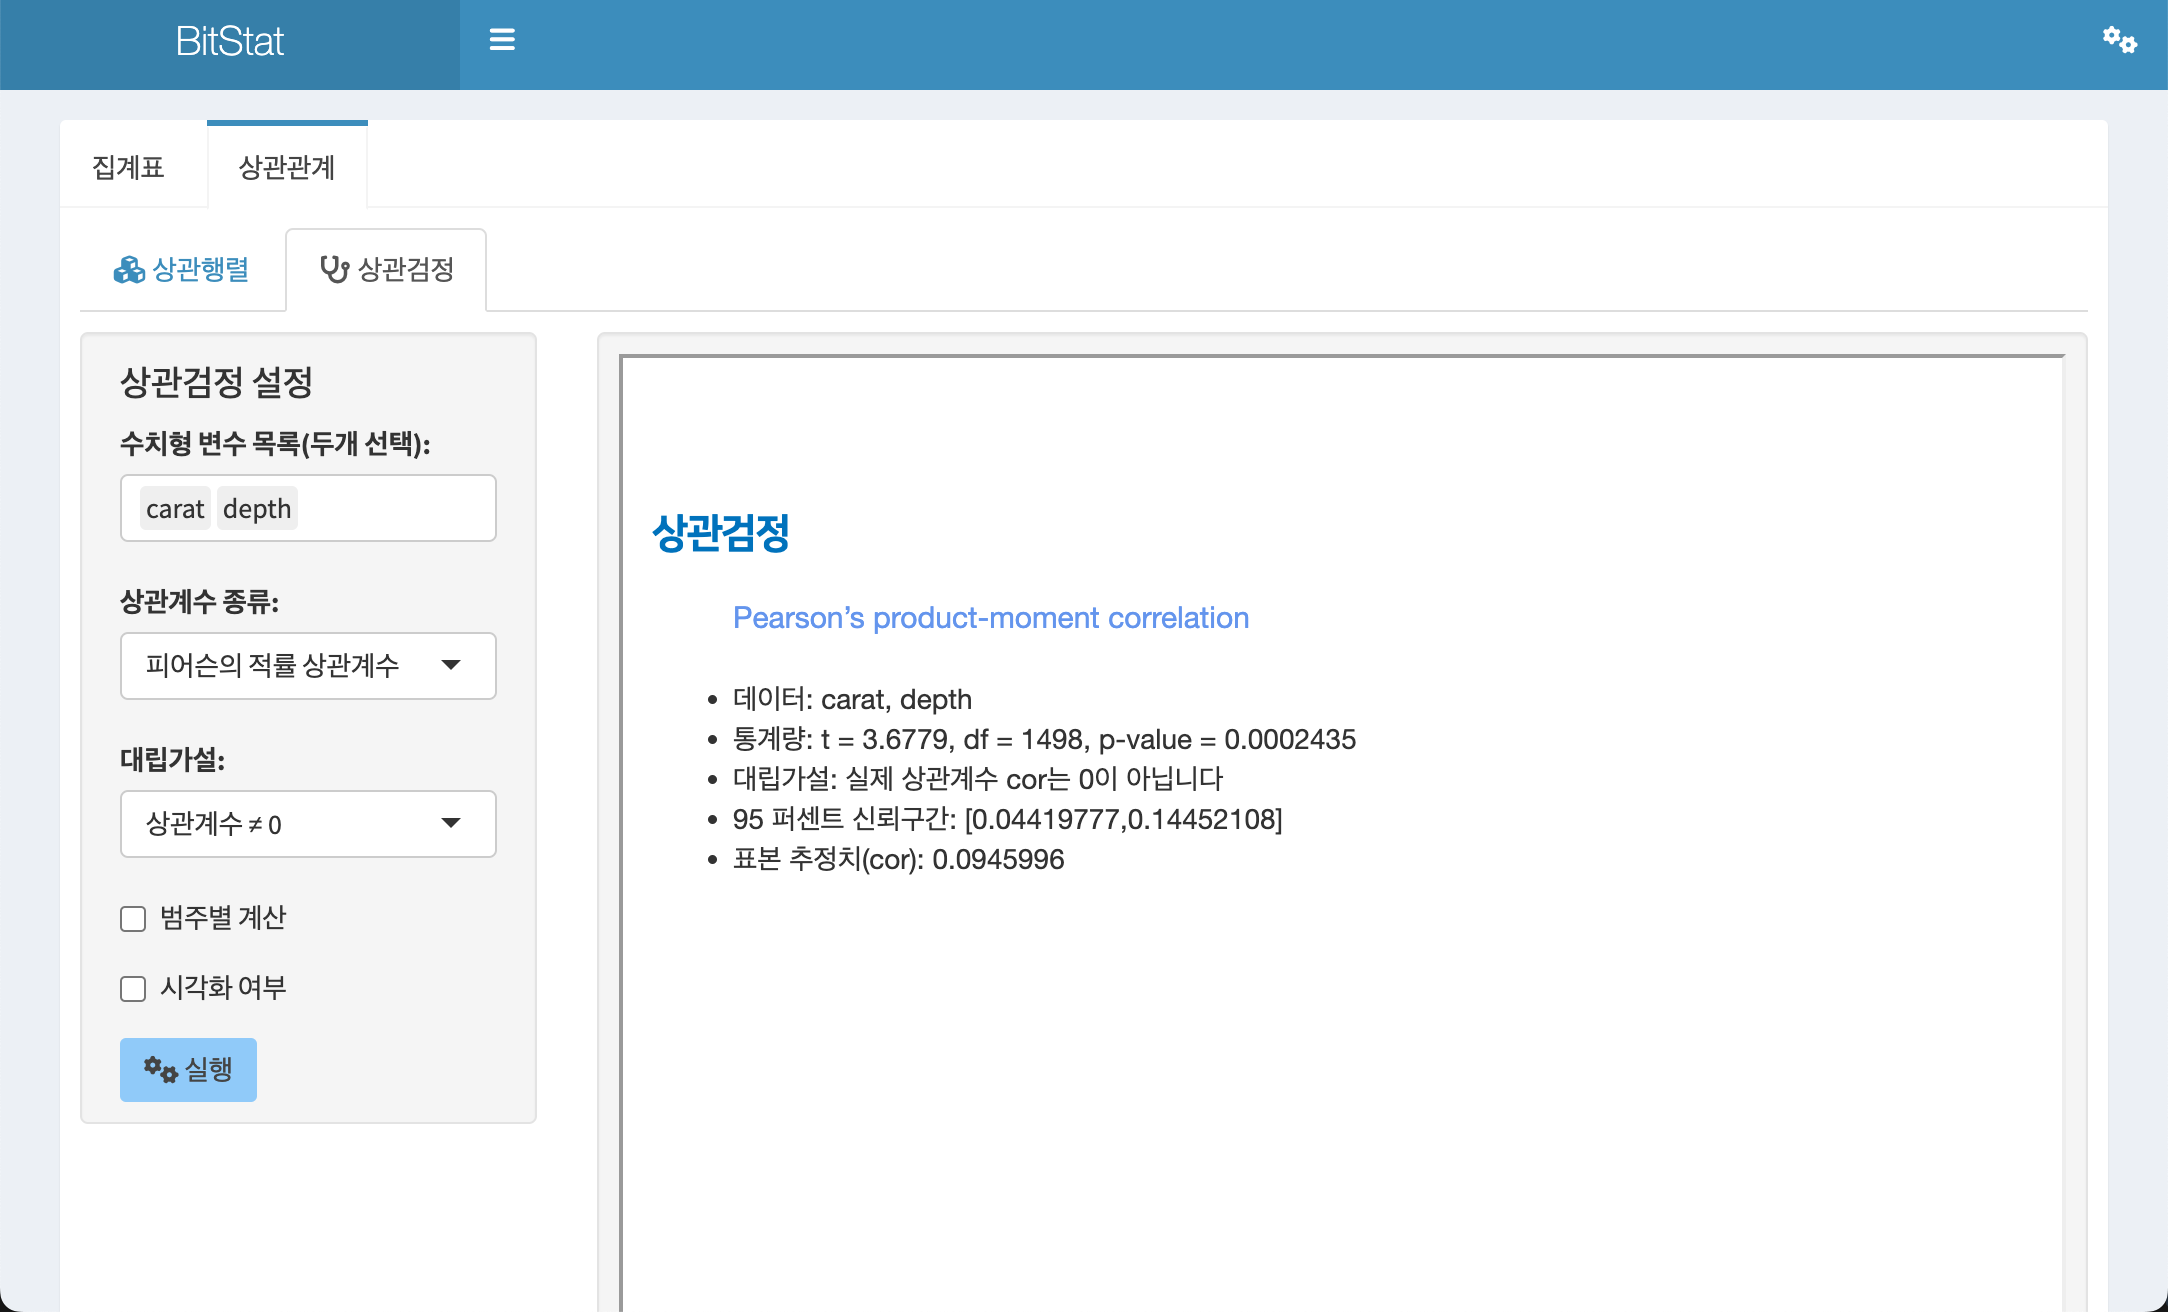 BitStat
집계표
상관관계
상관행렬
상관검정
상관검정 설정
수치형 변수 목록(두개 선택):
carat depth
상관계수 종류:
피어슨의 적률 상관계수
대립가설:
상관계수 ≠ 0
범주별 계산
시각화 여부
실행
상관검정
Pearson’s product-moment correlation
• 데이터: carat, depth
• 통계량: t = 3.6779, df = 1498, p-value = 0.0002435
• 대립가설: 실제 상관계수 cor는 0이 아닙니다
• 95 퍼센트 신뢰구간: [0.04419777,0.14452108]
• 표본 추정치(cor): 0.0945996